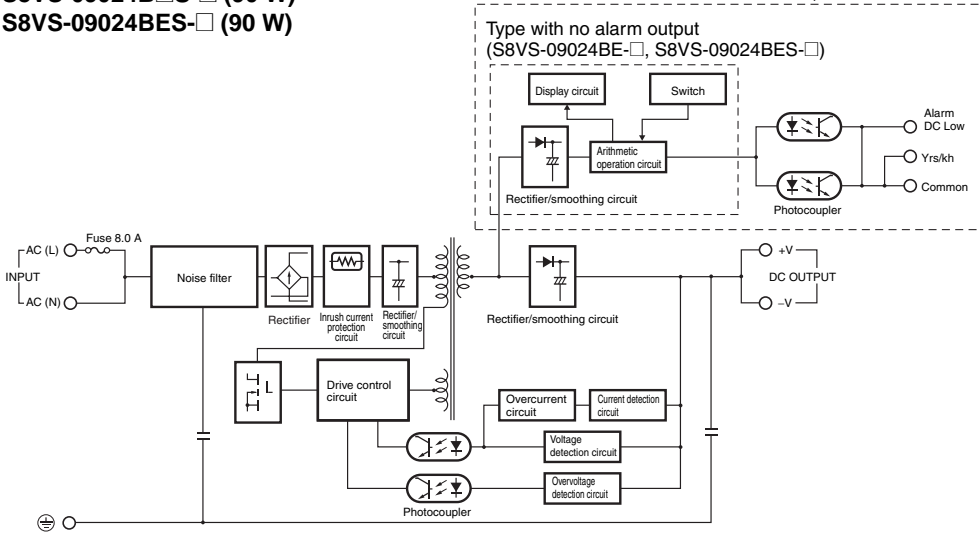 S8VS-09024BES-□ (90 W)
Type with no alarm output
(S8VS-09024BE-□, S8VS-09024BES-□)
Display circuit
Switch
Arithmetic
operation circuit
Rectifier/smoothing circuit
Photocoupler
Alarm
DC Low
Yrs/kh
Common
INPUT
AC (L)
AC (N)
Fuse 8.0 A
Noise filter
Rectifier
Inrush current
protection
circuit
Rectifier/
smoothing
circuit
Rectifier/smoothing circuit
+V
DC OUTPUT
–V
Drive control
circuit
Overcurrent
circuit
Current detection
circuit
Voltage
detection circuit
Overvoltage
detection circuit
Photocoupler